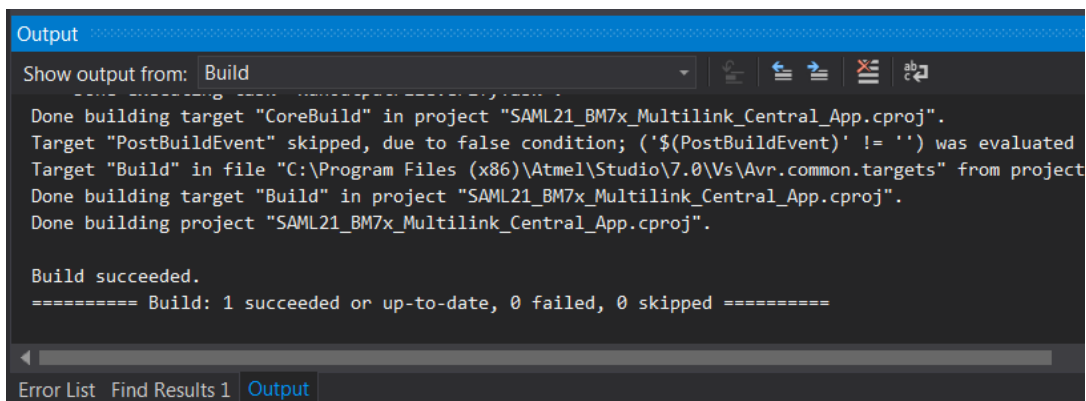 Output
Show output from: Build
Done building target "CoreBuild" in project "SAML21_BM7x_Multilink_Central_App.cproj".
Target "PostBuildEvent" skipped, due to false condition; ('$(PostBuildEvent)' != '') was evaluated
Target "Build" in file "C:\Program Files (x86)\Atmel\Studio\7.0\Vs\Avr.common.targets" from project
Done building target "Build" in project "SAML21_BM7x_Multilink_Central_App.cproj".
Done building project "SAML21_BM7x_Multilink_Central_App.cproj".
Build succeeded.
========== Build: 1 succeeded or up-to-date, 0 failed, 0 skipped ==========
Error List Find Results 1 Output